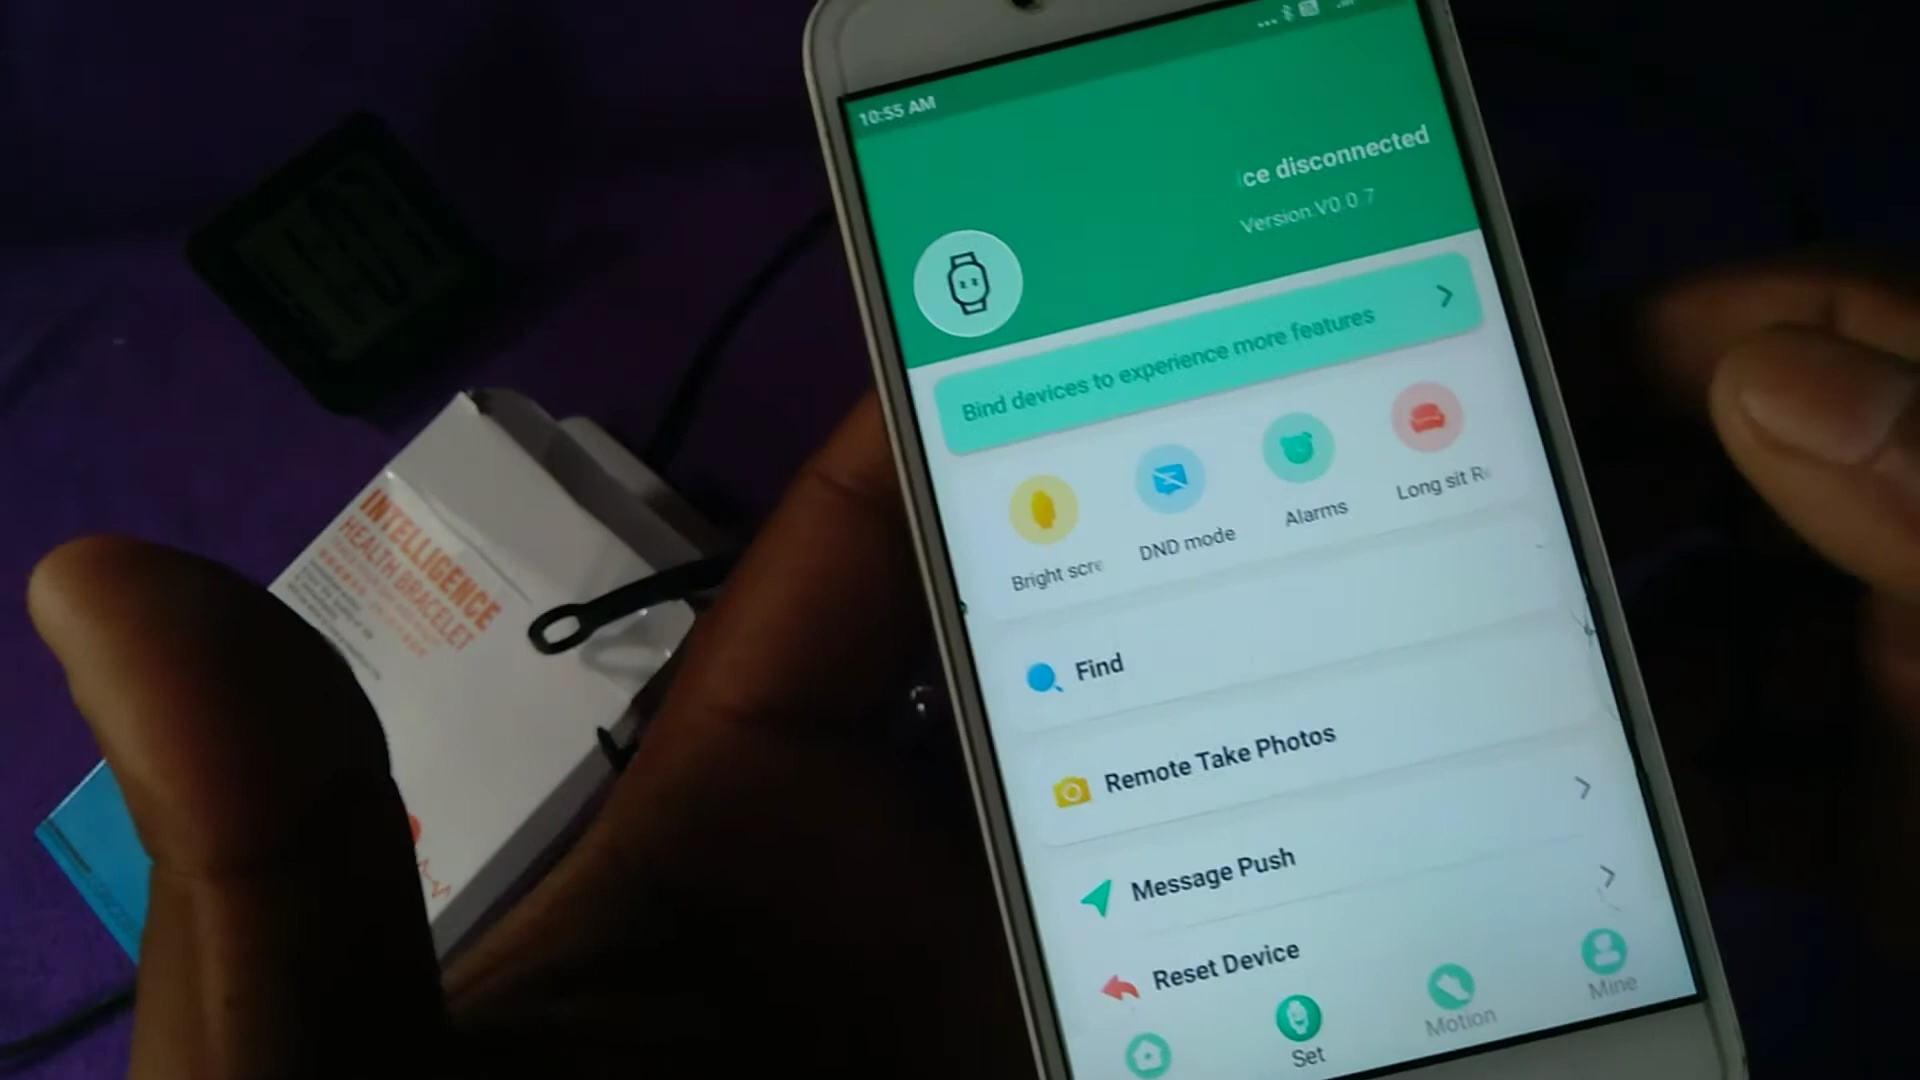 10:55 AM
ce disconnected
Version V0 0 7
Bind devices to experience more features
Bright scre
DND mode
Alarms
Long sit R
Find
Remote Take Photos
Message Push
Reset Device
Set
Motion
Mine
INTELLIGENCE
HEALTH BRACELET